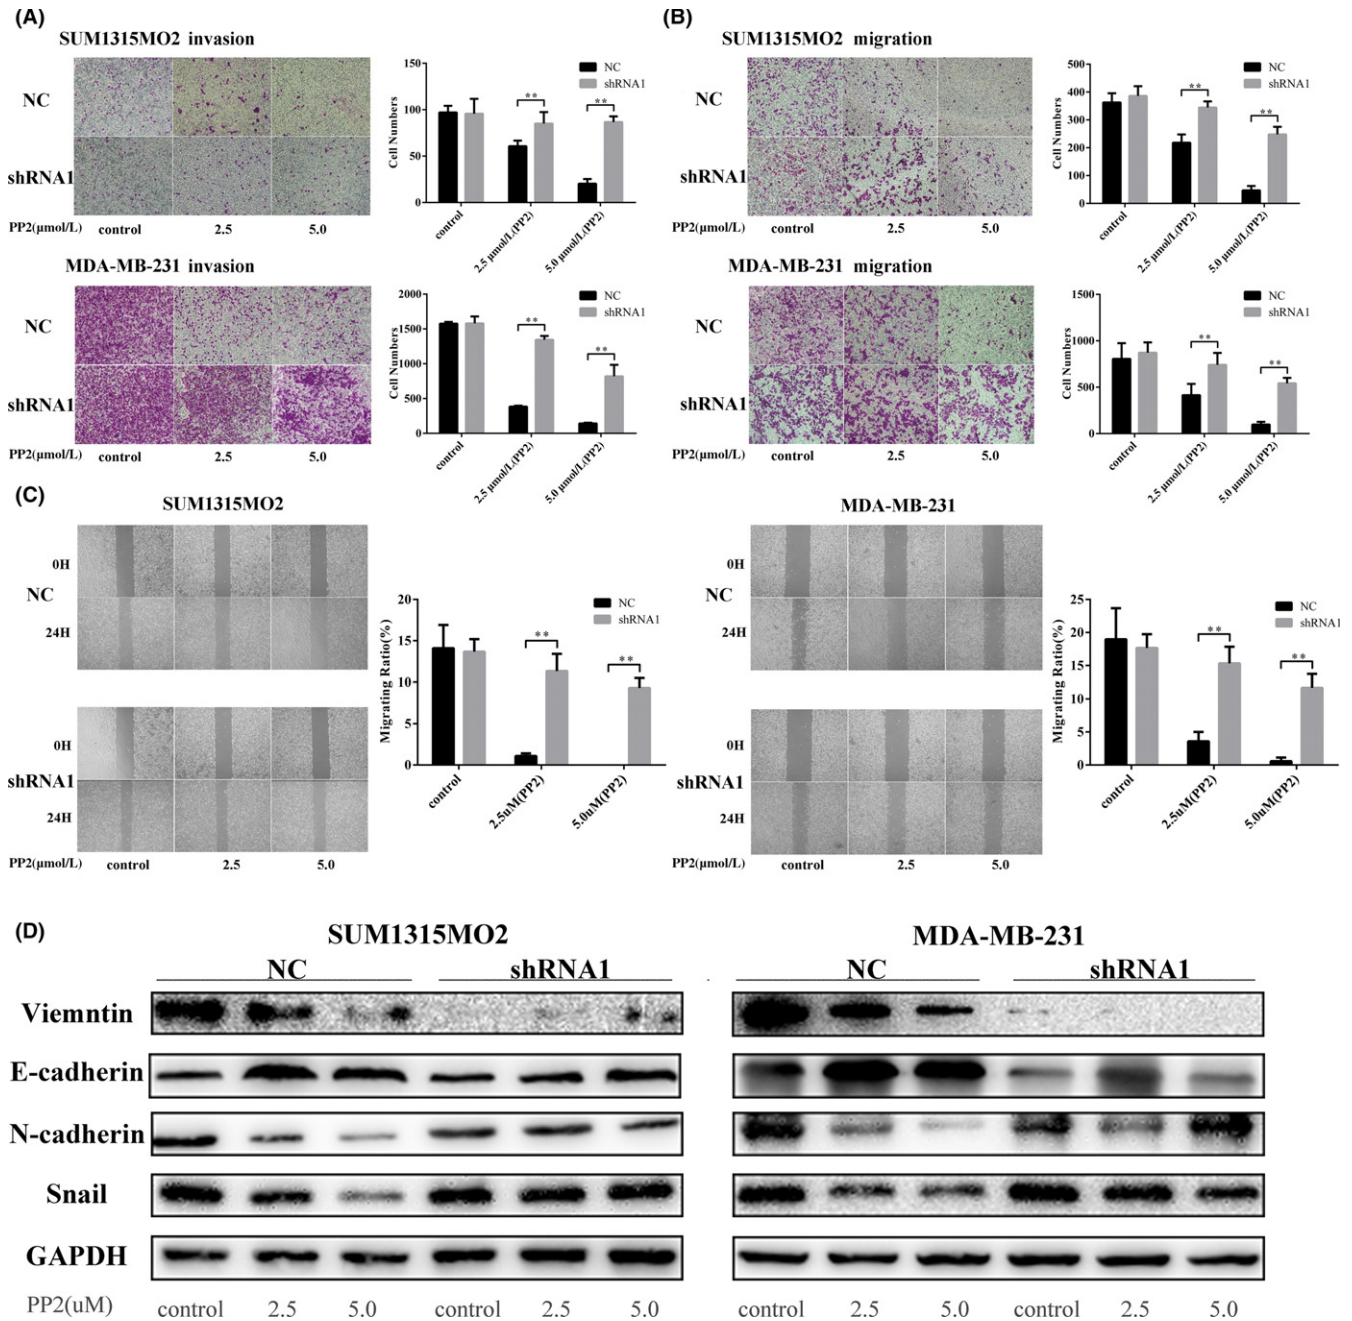 (A)
SUM1315MO2 invasion
NC
shRNA1
PP2(μmol/L) control 2.5 5.0
150
100
50
0
Cell Numbers
NC
shRNA1
**
**
control
2.5 μmol/L(PP2)
5.0 μmol/L(PP2)
MDA-MB-231 invasion
NC
shRNA1
PP2(μmol/L) control 2.5 5.0
2000
1500
1000
500
0
Cell Numbers
NC
shRNA1
**
**
control
2.5 μmol/L(PP2)
5.0 μmol/L(PP2)
(B)
SUM1315MO2 migration
NC
shRNA1
PP2(μmol/L) control 2.5 5.0
500
400
300
200
100
0
Cell Numbers
NC
shRNA1
**
**
control
2.5 μmol/L(PP2)
5.0 μmol/L(PP2)
MDA-MB-231 migration
NC
shRNA1
PP2(μmol/L) control 2.5 5.0
1500
1000
500
0
Cell Numbers
NC
shRNA1
**
**
control
2.5 μmol/L(PP2)
5.0 μmol/L(PP2)
(C)
SUM1315MO2
0H
NC
24H
0H
shRNA1
24H
PP2(μmol/L) control 2.5 5.0
20
15
10
5
0
Migrating Ratio(%)
NC
shRNA1
**
**
control
2.5uM(PP2)
5.0uM(PP2)
MDA-MB-231
0H
NC
24H
0H
shRNA1
24H
PP2(μmol/L) control 2.5 5.0
25
20
15
10
5
0
Migrating Ratio(%)
NC
shRNA1
**
**
control
2.5uM(PP2)
5.0uM(PP2)
(D)
SUM1315MO2 MDA-MB-231
NC shRNA1 NC shRNA1
Viemntin
E-cadherin
N-cadherin
Snail
GAPDH
PP2(uM) control 2.5 5.0 control 2.5 5.0 control 2.5 5.0 control 2.5 5.0